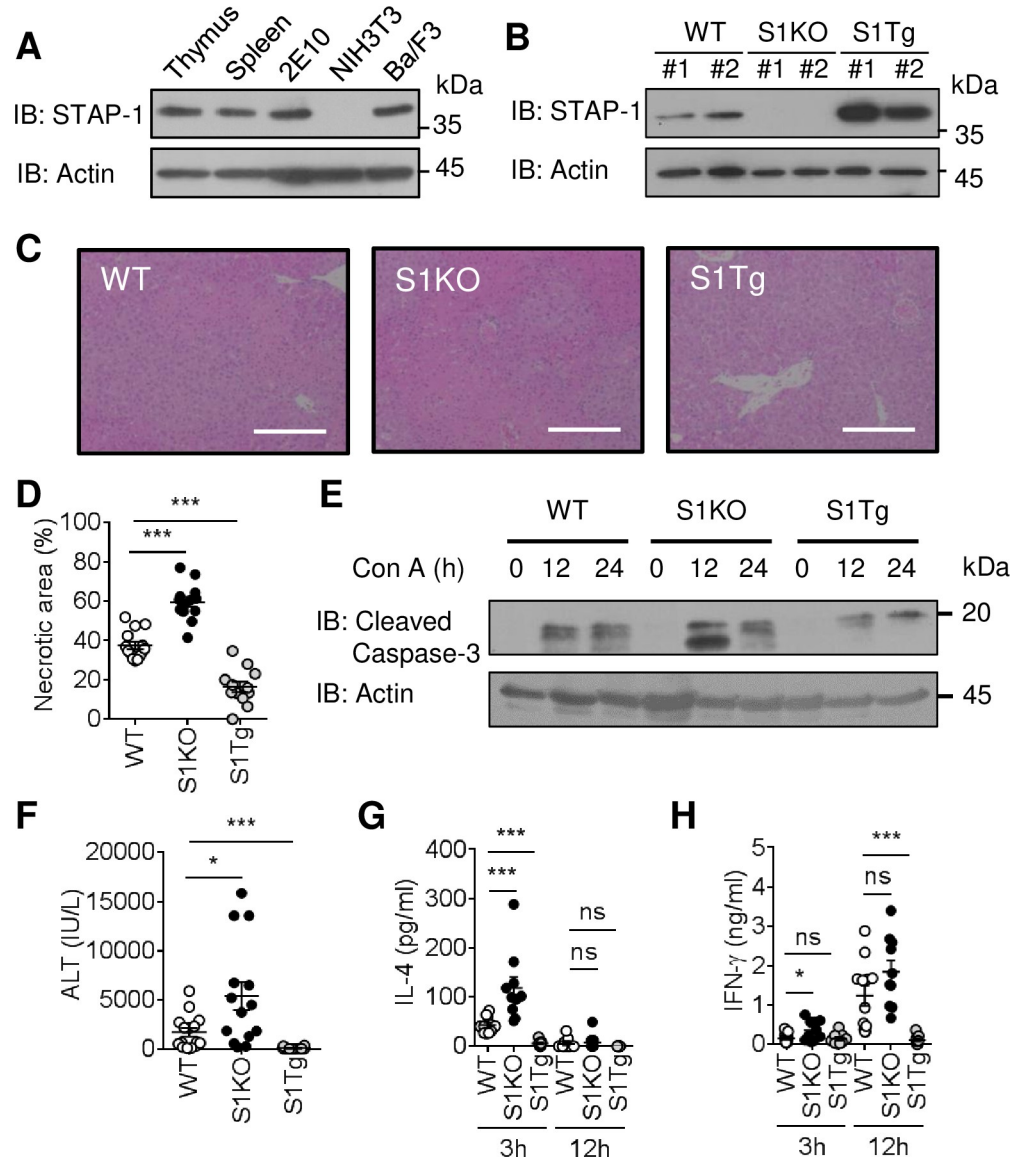 A
Thymus Spleen 2E10 NIH3T3 Ba/F3
kDa
IB: STAP-1
35
IB: Actin
45
B
WT S1KO S1Tg
#1 #2 #1 #2 #1 #2
kDa
IB: STAP-1
35
IB: Actin
45
C
WT
S1KO
S1Tg
D
***
***
100
80
60
40
20
0
Necrotic area (%)
WT S1KO S1Tg
E
WT S1KO S1Tg
Con A (h) 0 12 24 0 12 24 0 12 24 kDa
IB: Cleaved
Caspase-3
20
IB: Actin
45
F
***
*
20000
15000
10000
5000
0
ALT (IU/L)
WT S1KO S1Tg
G
***
***
ns
ns
400
300
200
100
0
IL-4 (pg/ml)
WT S1KO S1Tg WT S1KO S1Tg
3h 12h
H
***
ns
ns
*
5
4
3
2
1
0
IFN-γ (ng/ml)
WT S1KO S1Tg WT S1KO S1Tg
3h 12h